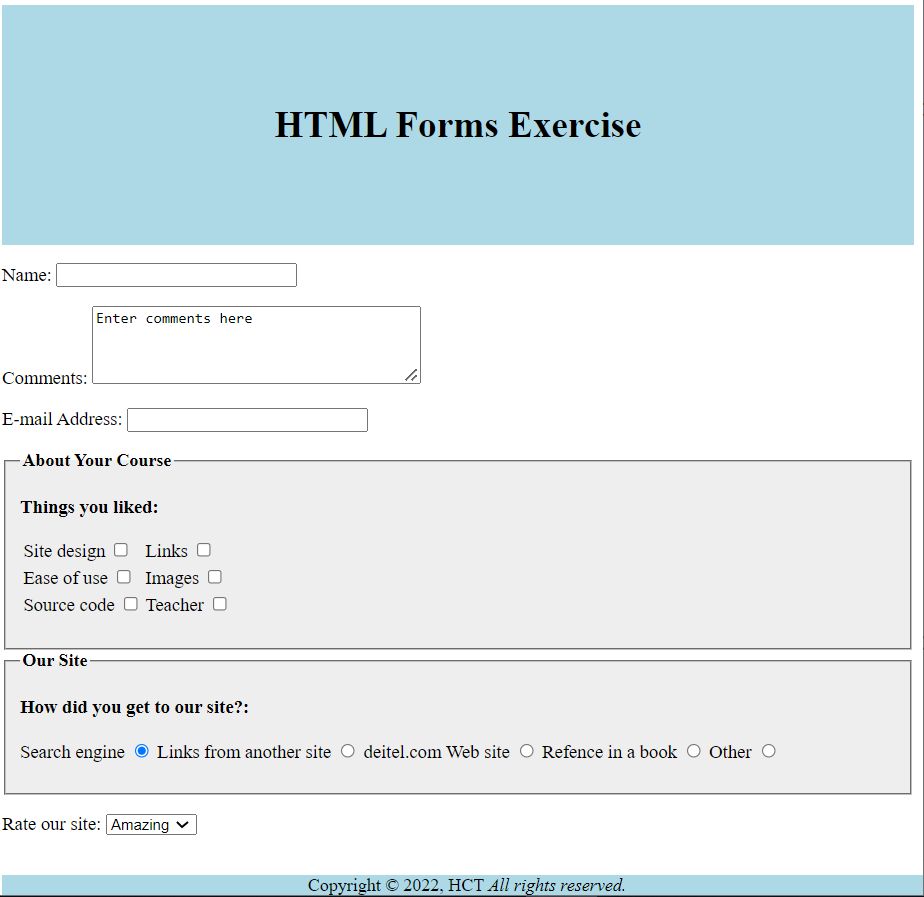 HTML Forms Exercise
Name:
Enter comments here
Comments:
E-mail Address:
About Your Course
Things you liked:
Site design Links
Ease of use Images
Source code Teacher
Our Site
How did you get to our site?:
Search engine Links from another site deitel.com Web site Refence in a book Other
Rate our site: Amazing
Copyright © 2022, HCT All rights reserved.